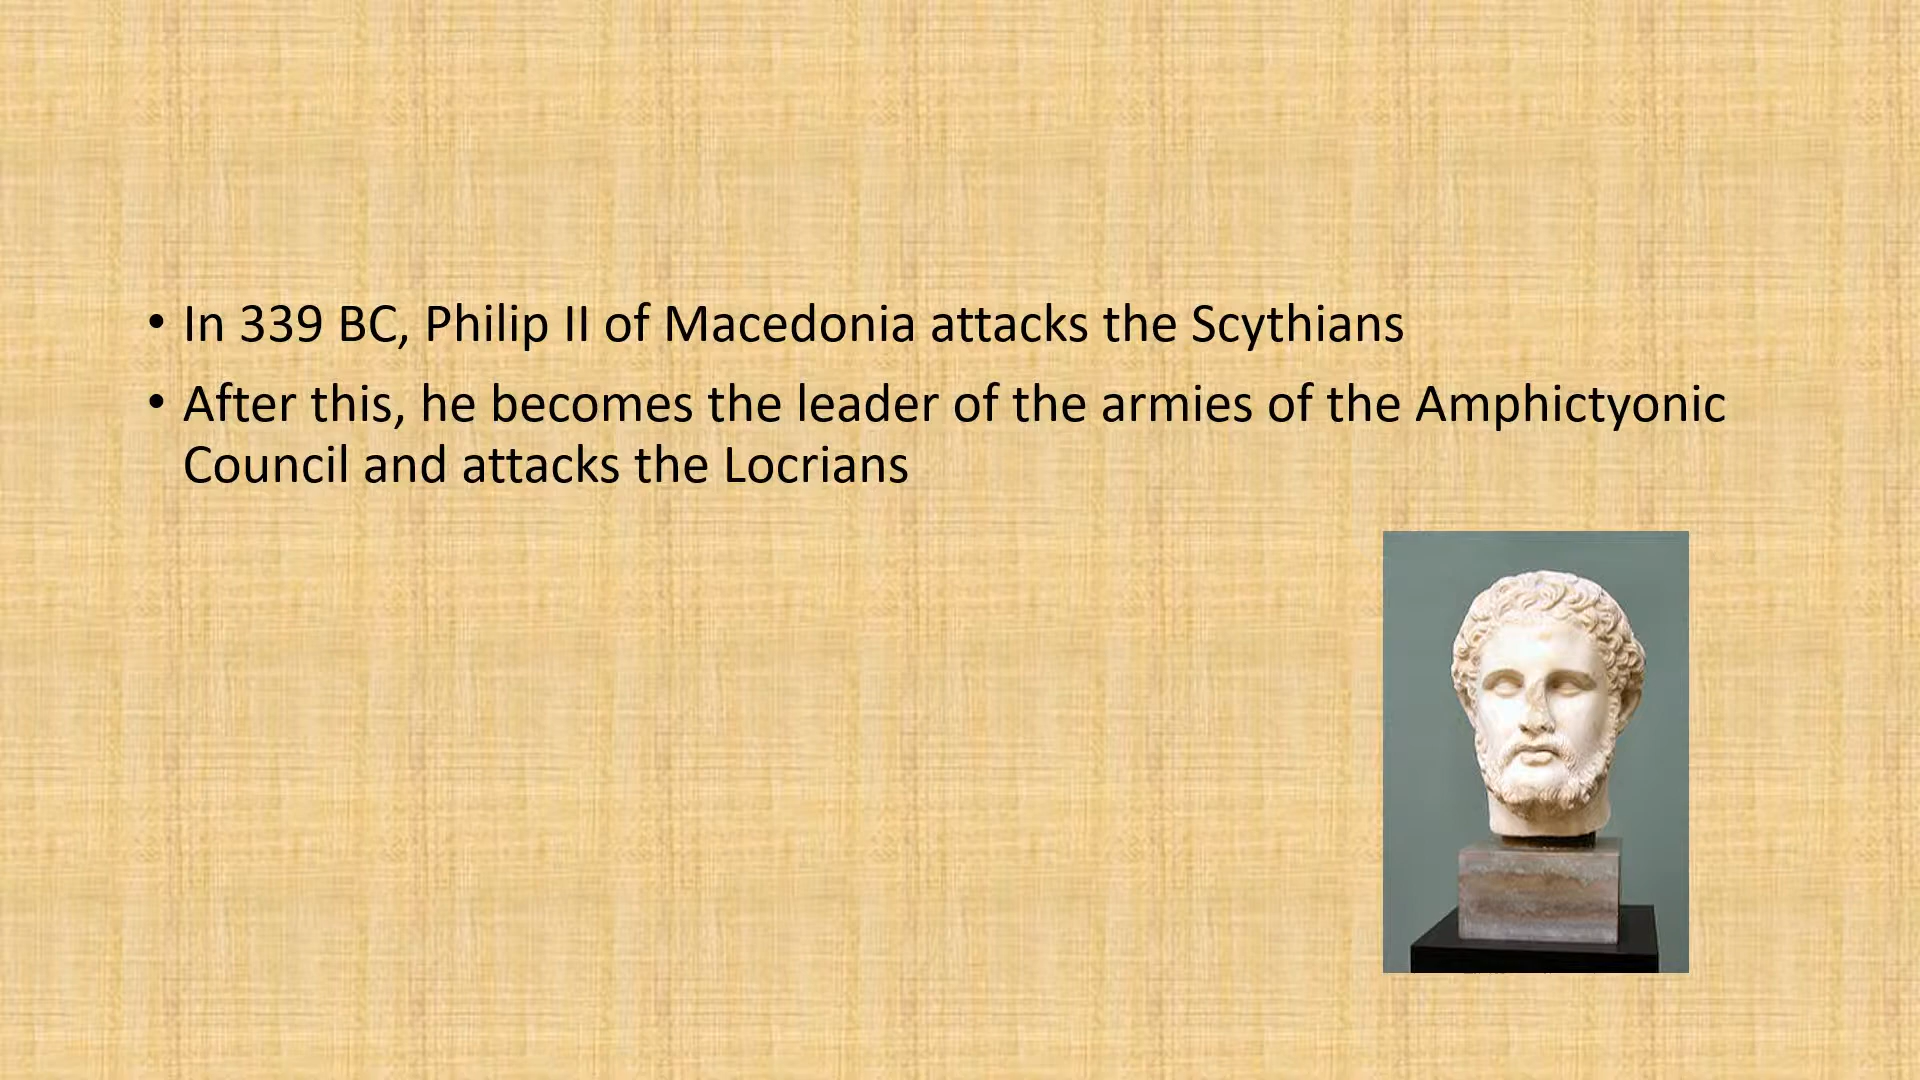 • In 339 BC, Philip II of Macedonia attacks the Scythians
• After this, he becomes the leader of the armies of the Amphictyonic
Council and attacks the Locrians